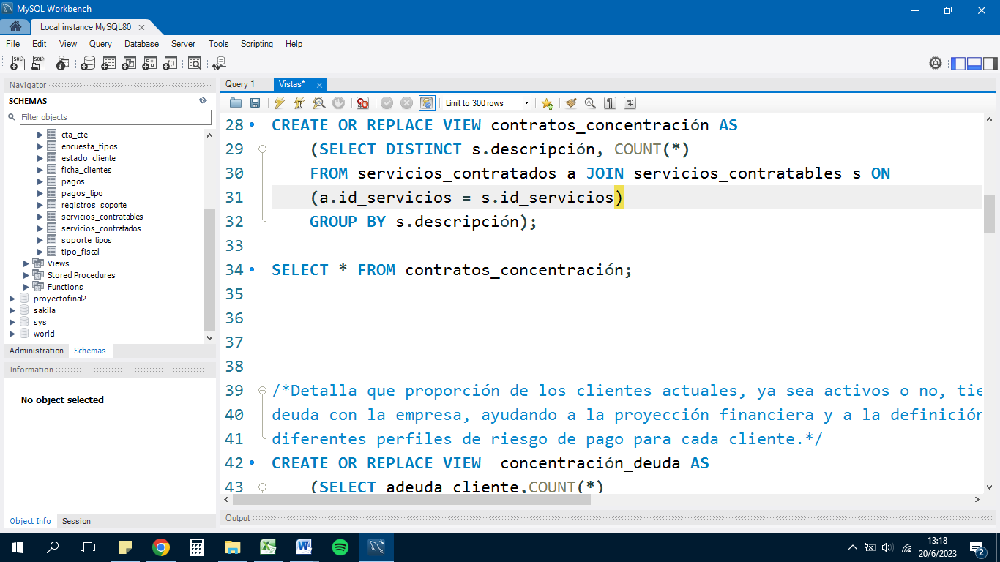 MySQL Workbench
Local instance MySQL80
File Edit View Query Database Server Tools Scripting Help
Navigator
SCHEMAS
Filter objects
cta_cte
encuesta_tipos
estado_cliente
ficha_clientes
pagos
pagos_tipo
registros_soporte
servicios_contratables
servicios_contratados
soporte_tipos
tipo_fiscal
Views
Stored Procedures
Functions
proyectofinal2
sakila
sys
world
Administration Schemas
Information
No object selected
Object Info Session
Query 1 Vistas*
Limit to 300 rows
28 CREATE OR REPLACE VIEW contratos_concentración AS
29 (SELECT DISTINCT s.descripción, COUNT(*)
30 FROM servicios_contratados a JOIN servicios_contratables s ON
31 (a.id_servicios = s.id_servicios)
32 GROUP BY s.descripción);
33
34 SELECT * FROM contratos_concentración;
35
36
37
38
39 /*Detalla que proporción de los clientes actuales, ya sea activos o no, tie
40 deuda con la empresa, ayudando a la proyección financiera y a la definición
41 diferentes perfiles de riesgo de pago para cada cliente.*/
42 CREATE OR REPLACE VIEW  concentración_deuda AS
43 (SELECT adeuda_cliente,COUNT(*)
Output
13:18
20/6/2023
2